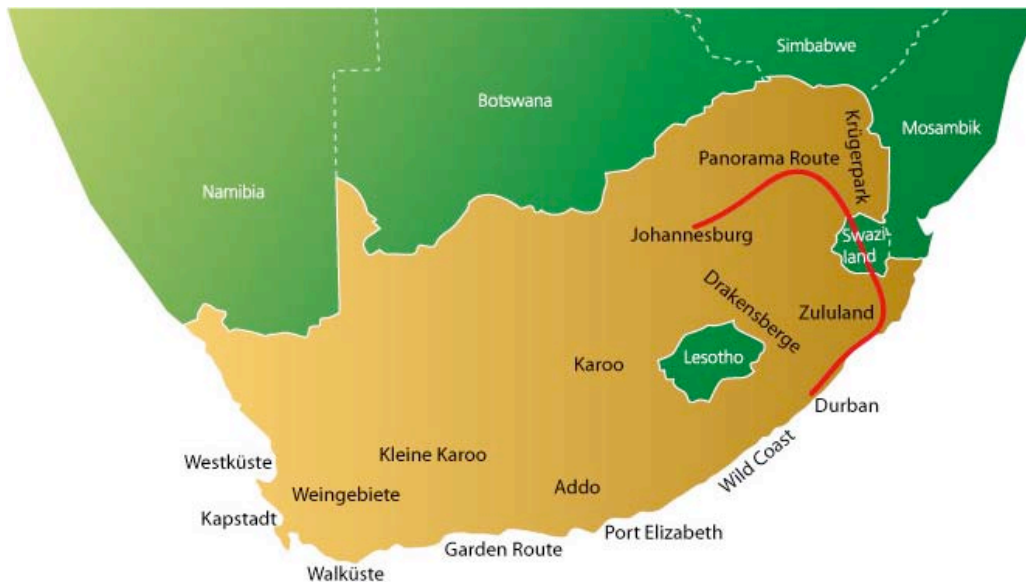 Simbabwe
Botswana
Krügerpark
Mosambik
Panorama Route
Namibia
Johannesburg
Swazi
land
Drakensberge
Zululand
Lesotho
Karoo
Durban
Kleine Karoo
Westküste
Wild Coast
Weingebiete
Addo
Kapstadt
Port Elizabeth
Garden Route
Walküste